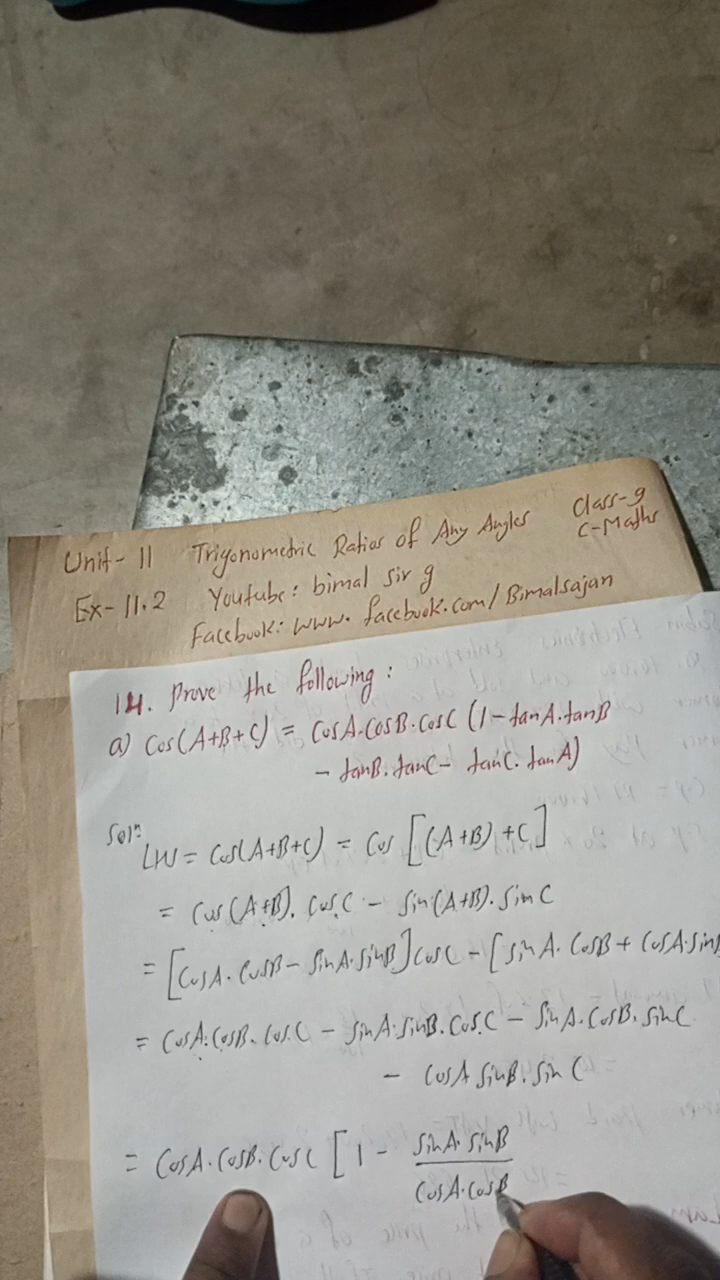 Unit- 11 Trigonometric Ratios of Any Angles Class-9
C-Maths
Ex- 11.2 Youtube: bimal sir g
Facebook: www. facebook.com/Bimalsajan
14. Prove the following:
a) Cos(A+B+C) = CosA.CosB.CosC (1-tanA.tanB
- tanB.tanC- tanC.tanA)
Solⁿ:
LHS = Cos(A+B+C) = Cos [(A+B)+C]
= Cos(A+B). CosC - Sin(A+B).SinC
= [CosA.CosB- SinA.SinB]CosC - [SinA. CosB+ CosA.Sin
= CosA.CosB.CosC - SinA.SinB.CosC - SinA.CosB.SinC
- CosA SinB.Sin C
= CosA.CosB.CosC [1 - SinA.SinB
CosA.CosB